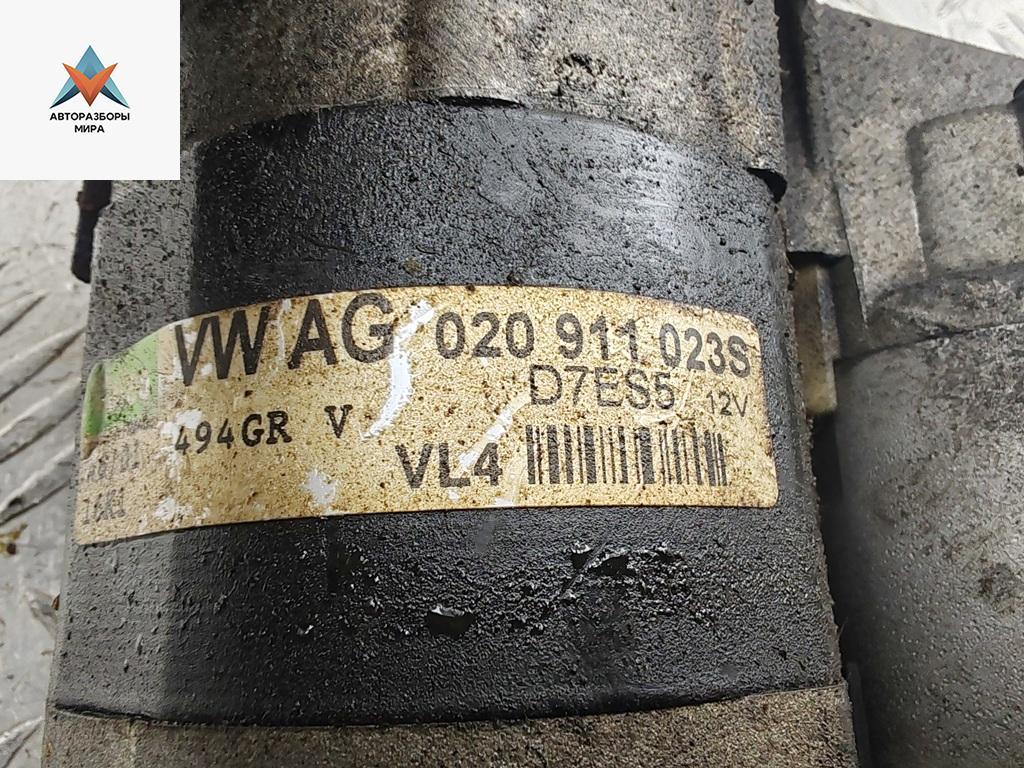 АВТОРАЗБОРЫ
МИРА
VW AG 020 911 023S
D7ES5 12V
494GR V
VL4